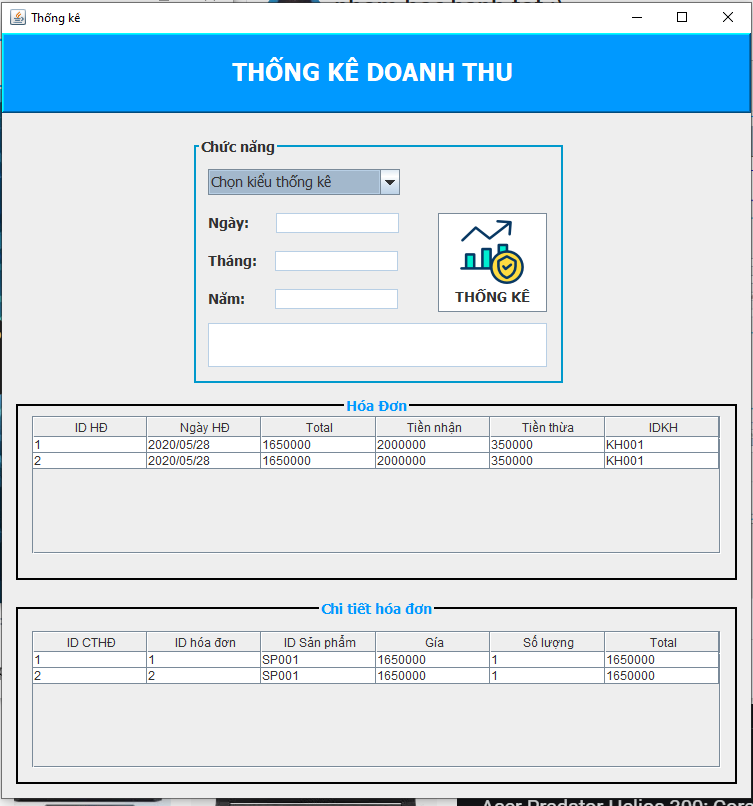 Thống kê
THỐNG KÊ DOANH THU
Chức năng
Chọn kiểu thống kê
Ngày:
Tháng:
Năm:
THỐNG KÊ
Hóa Đơn
ID HĐ Ngày HĐ Total Tiền nhận Tiền thừa IDKH
1 2020/05/28 1650000 2000000 350000 KH001
2 2020/05/28 1650000 2000000 350000 KH001
Chi tiết hóa đơn
ID CTHĐ ID hóa đơn ID Sản phẩm Gía Số lượng Total
1 1 SP001 1650000 1 1650000
2 2 SP001 1650000 1 1650000